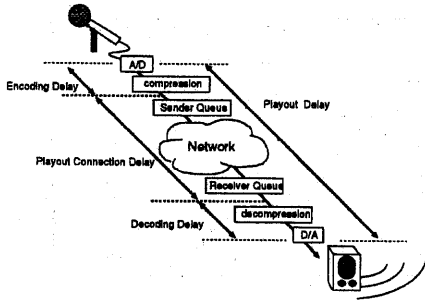 A/D
compression
Encoding Delay
Sender Queue
Playout Delay
Network
Playout Connection Delay
Receiver Queue
decompression
Decoding Delay
D/A